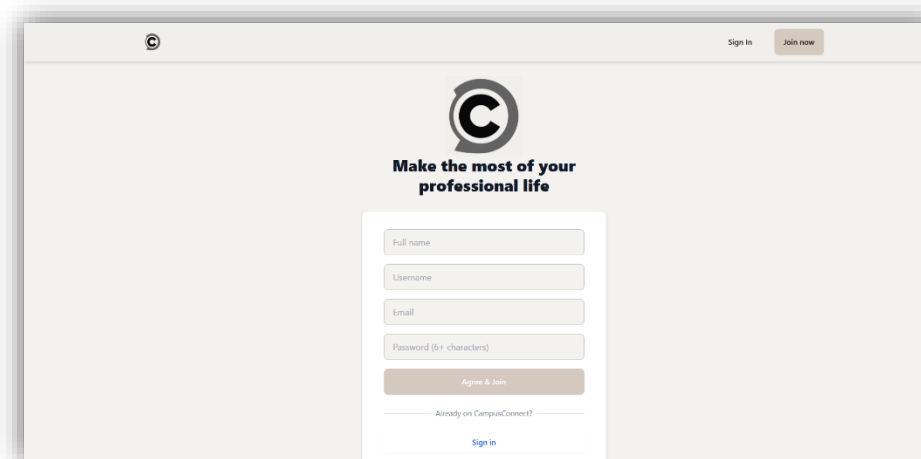 Sign In
Join now
Make the most of your
professional life
Full name
Username
Email
Password (6+ characters)
Agree & Join
Already on CampusConnect?
Sign in